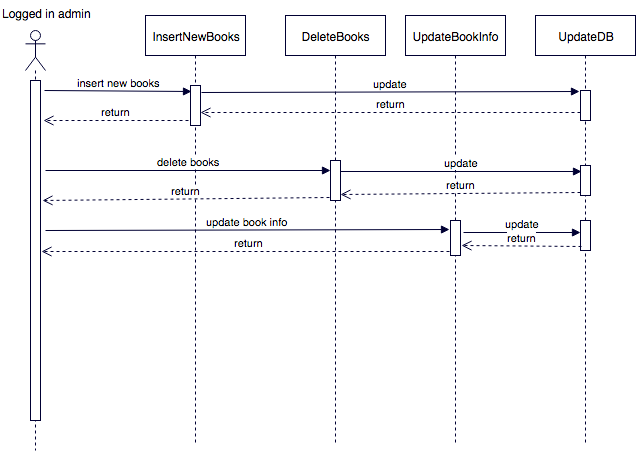 Logged in admin
InsertNewBooks
DeleteBooks
UpdateBookInfo
UpdateDB
insert new books
update
return
return
delete books
update
return
return
update book info
update
return
return